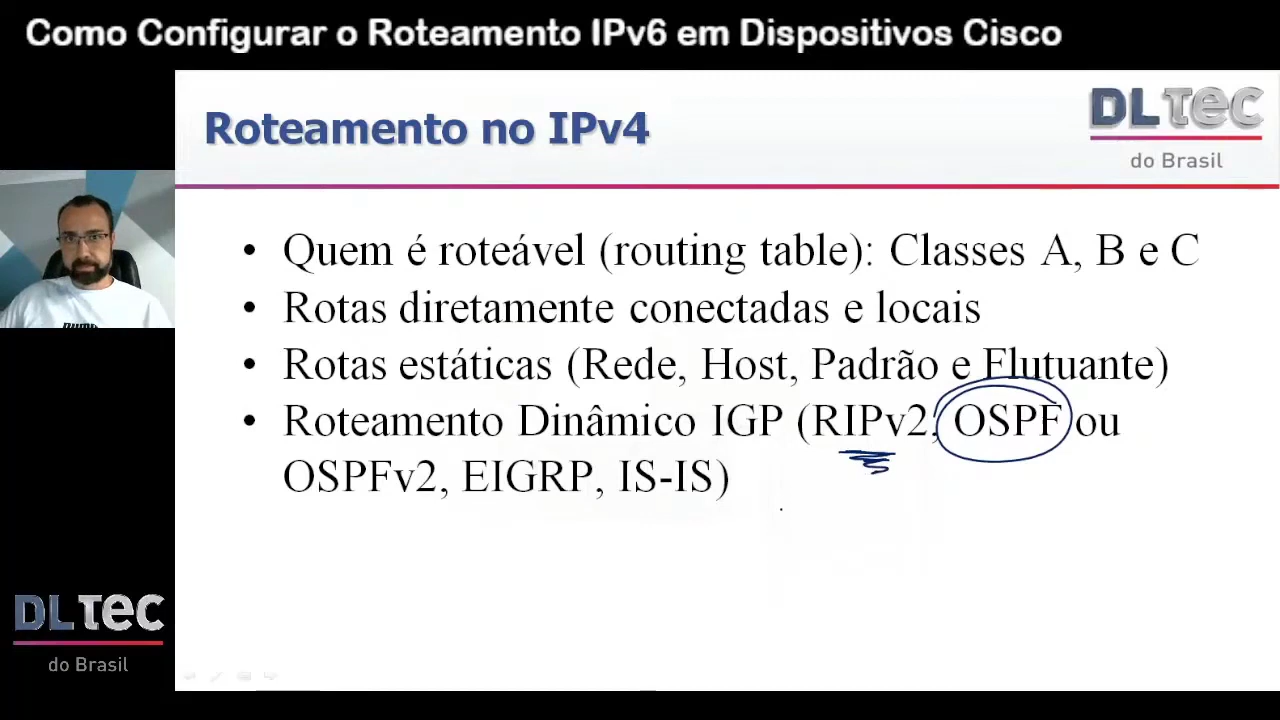 Como Configurar o Roteamento IPv6 em Dispositivos Cisco
Roteamento no IPv4
DLTEC
do Brasil
• Quem é roteável (routing table): Classes A, B e C
• Rotas diretamente conectadas e locais
• Rotas estáticas (Rede, Host, Padrão e Flutuante)
• Roteamento Dinâmico IGP (RIPv2, OSPF ou
OSPFv2, EIGRP, IS-IS)
DLTEC
do Brasil